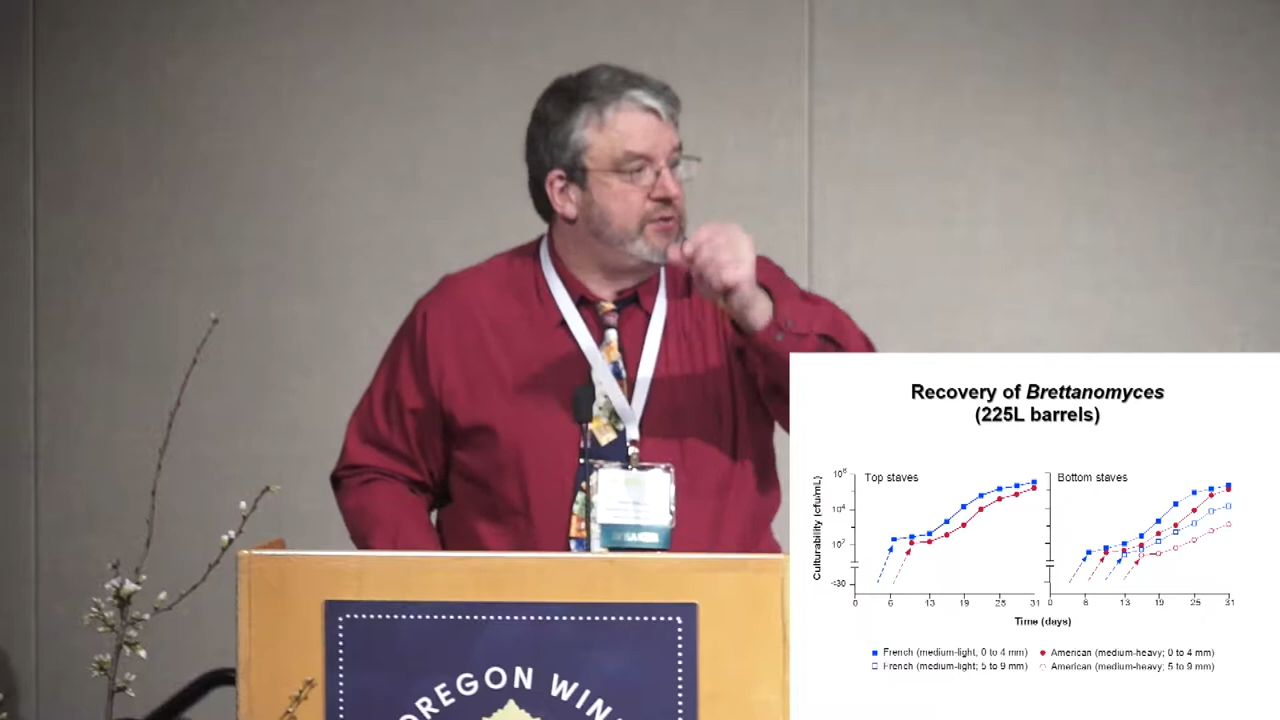 Recovery of Brettanomyces
(225L barrels)
Top staves
Bottom staves
Culturability (cfu/mL)
10⁶
10⁴
10²
<30
0 6 13 19 25 31
0 6 13 19 25 31
Time (days)
French (medium-light, 0 to 4 mm)
American (medium-heavy; 0 to 4 mm)
French (medium-light; 5 to 9 mm)
American (medium-heavy; 5 to 9 mm)
OREGON WIN